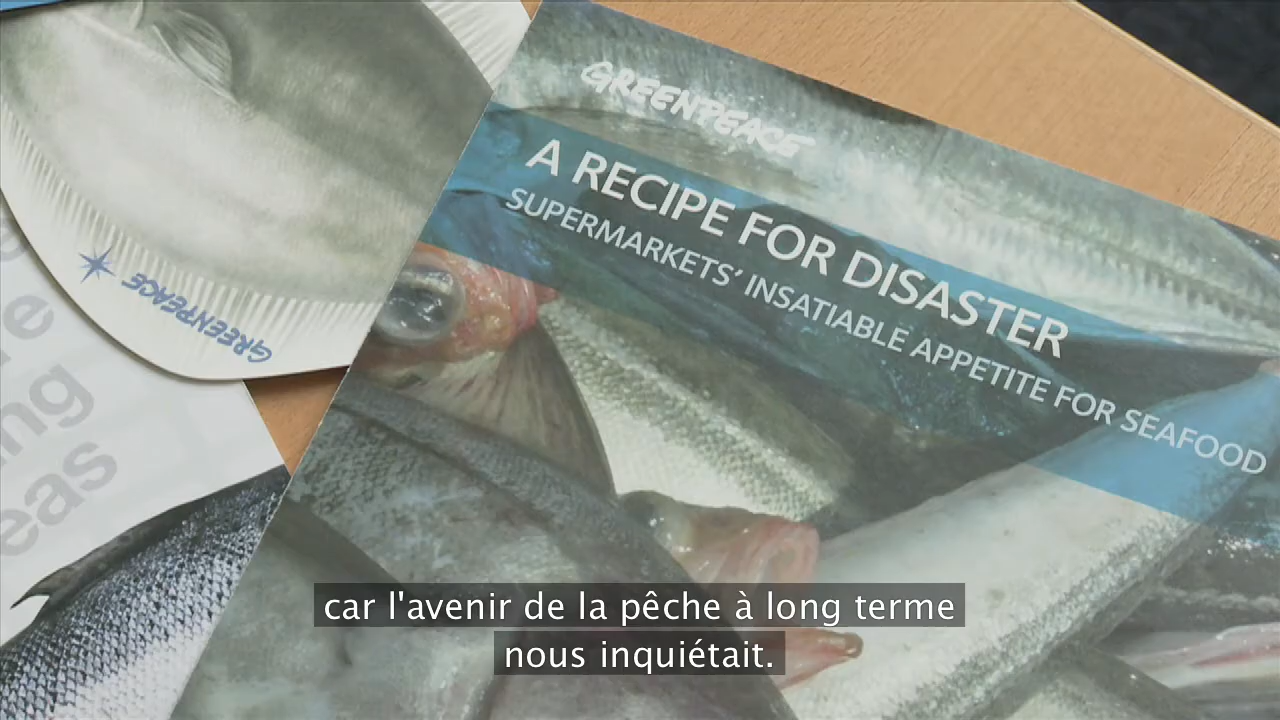 GREENPEACE
A RECIPE FOR DISASTER
SUPERMARKETS' INSATIABLE APPETITE FOR SEAFOOD
GREENPEACE
eas
car l'avenir de la pêche à long terme
nous inquiétait.